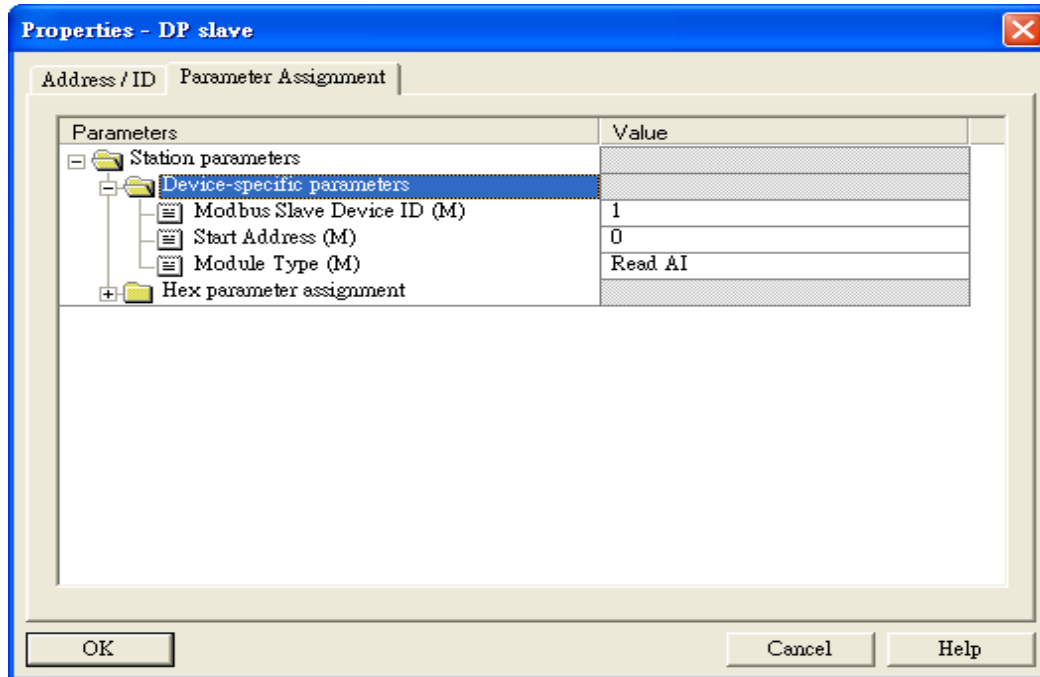 Properties - DP slave
Address / ID Parameter Assignment
Parameters Value
Station parameters
Device-specific parameters
Modbus Slave Device ID (M) 1
Start Address (M) 0
Module Type (M) Read AI
Hex parameter assignment
OK Cancel Help